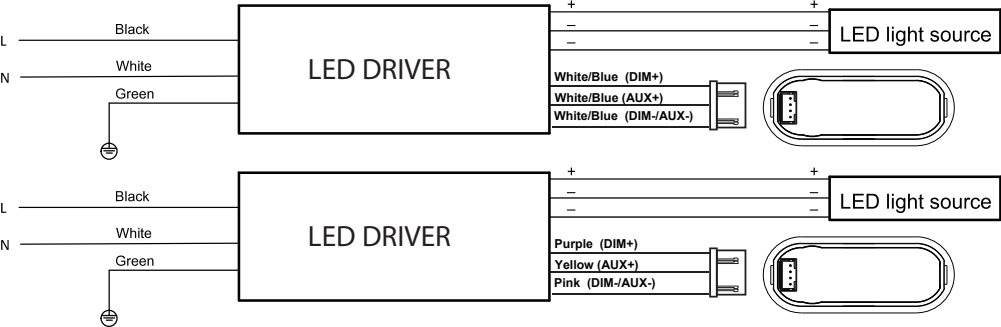 + +
Black – –
L – – LED light source
White LED DRIVER
N White/Blue (DIM+)
Green White/Blue (AUX+)
White/Blue (DIM-/AUX-)
+ +
Black – –
L – – LED light source
White LED DRIVER
N Purple (DIM+)
Green Yellow (AUX+)
Pink (DIM-/AUX-)